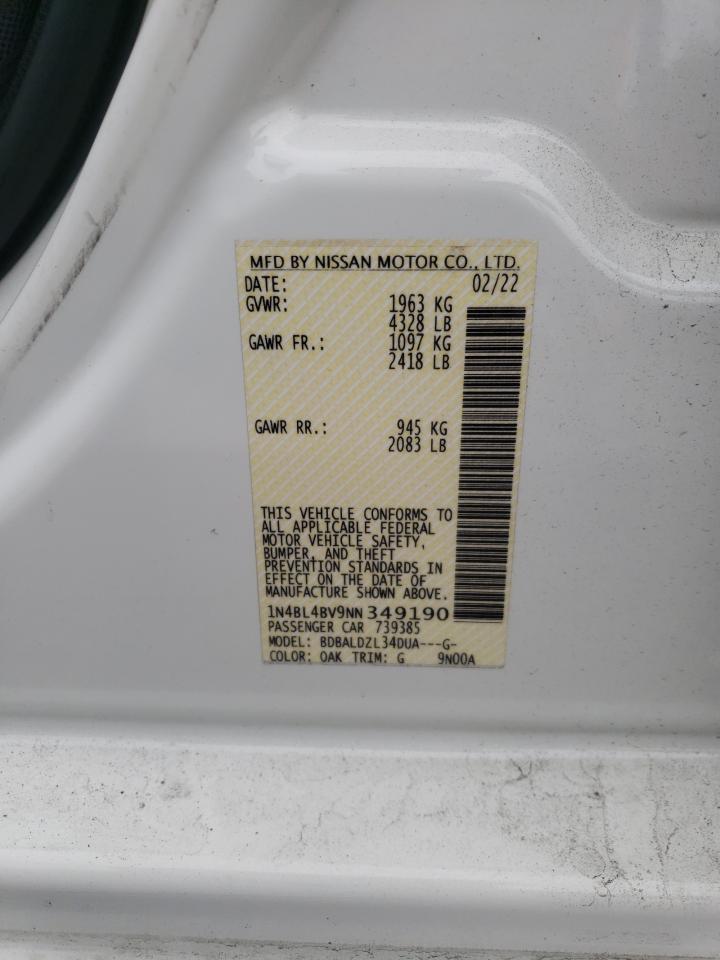 MFD BY NISSAN MOTOR CO., LTD.
DATE: 02/22
GVWR: 1963 KG
4328 LB
GAWR FR.: 1097 KG
2418 LB
GAWR RR.: 945 KG
2083 LB
THIS VEHICLE CONFORMS TO
ALL APPLICABLE FEDERAL
MOTOR VEHICLE SAFETY,
BUMPER, AND THEFT
PREVENTION STANDARDS IN
EFFECT ON THE DATE OF
MANUFACTURE SHOWN ABOVE.
1N4BL4BV9NN349190
PASSENGER CAR 739385
MODEL: BDBALDZL34DUA---G-
COLOR: QAK TRIM: G 9N00A